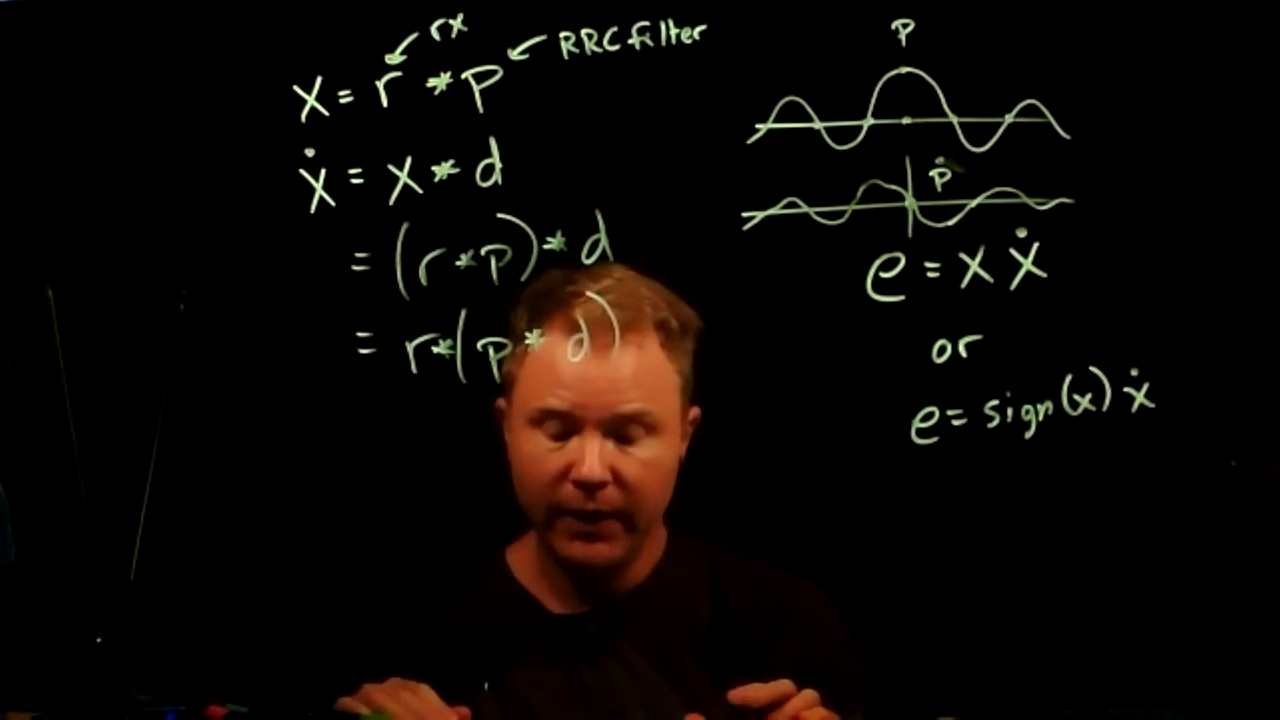 rx
RRC filter
x = r * p
ẋ = x * d
= (r * p) * d
= r * (p * d)
p
ṗ
e = x ẋ
or
e = sign(x) ẋ